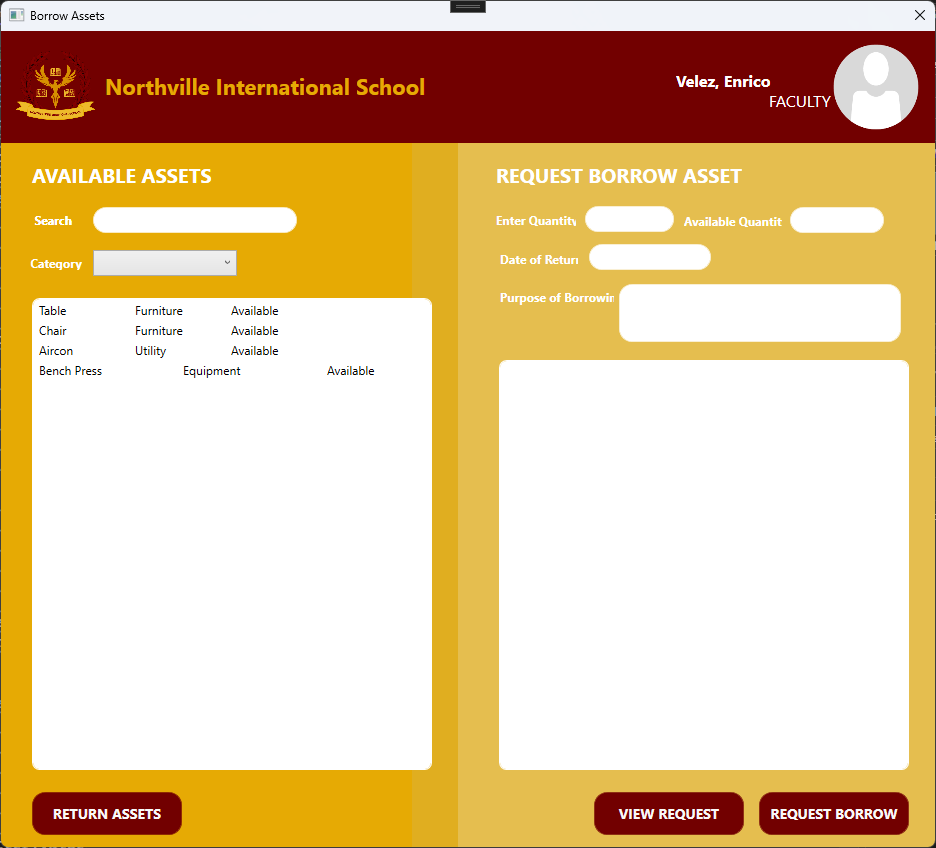 Borrow Assets
Northville International School
Velez, Enrico
FACULTY
AVAILABLE ASSETS
Search
Category
Table Furniture Available
Chair Furniture Available
Aircon Utility Available
Bench Press Equipment Available
RETURN ASSETS
REQUEST BORROW ASSET
Enter Quantity Available Quantit
Date of Return
Purpose of Borrowin
VIEW REQUEST REQUEST BORROW